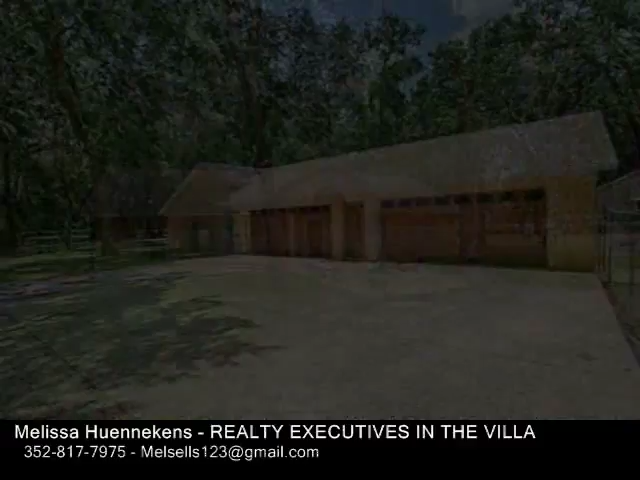 Melissa Huennekens - REALTY EXECUTIVES IN THE VILLA
352-817-7975 - Melsells123@gmail.com